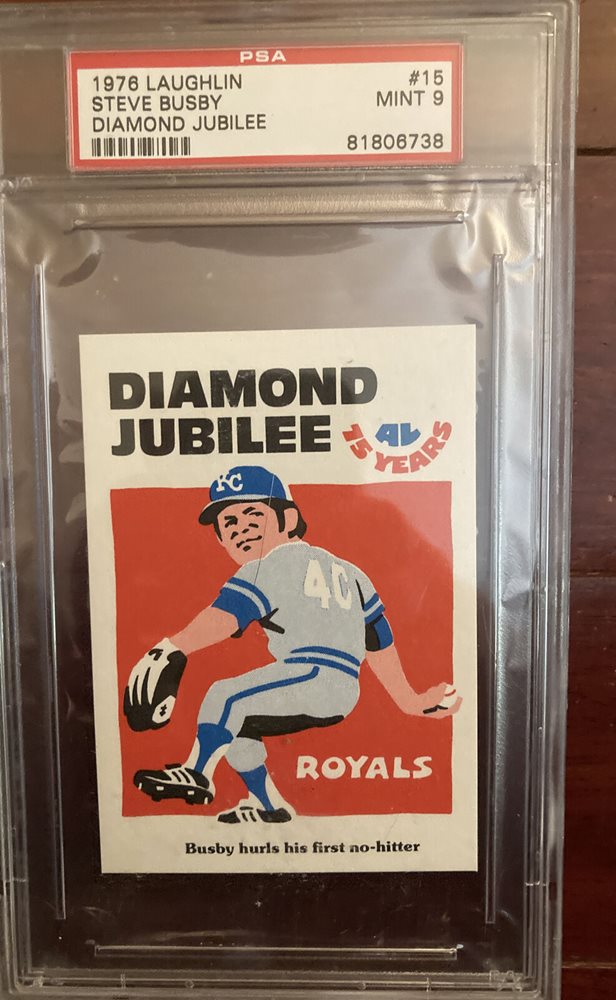 PSA
1976 LAUGHLIN #15
STEVE BUSBY MINT 9
DIAMOND JUBILEE
81806738
DIAMOND
JUBILEE
AL
75 YEARS
KC
40
ROYALS
Busby hurls his first no-hitter